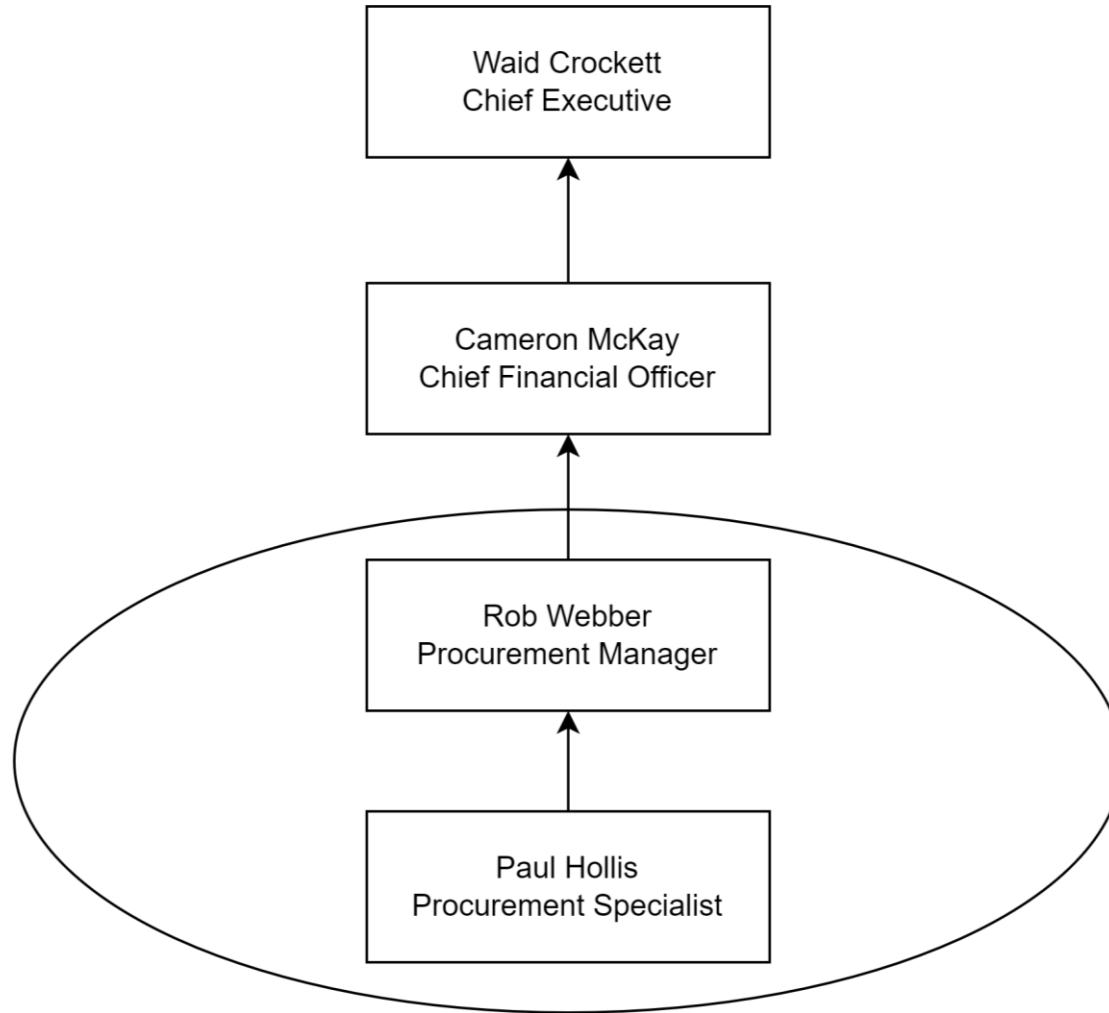 Waid Crockett
Chief Executive
Cameron McKay
Chief Financial Officer
Rob Webber
Procurement Manager
Paul Hollis
Procurement Specialist